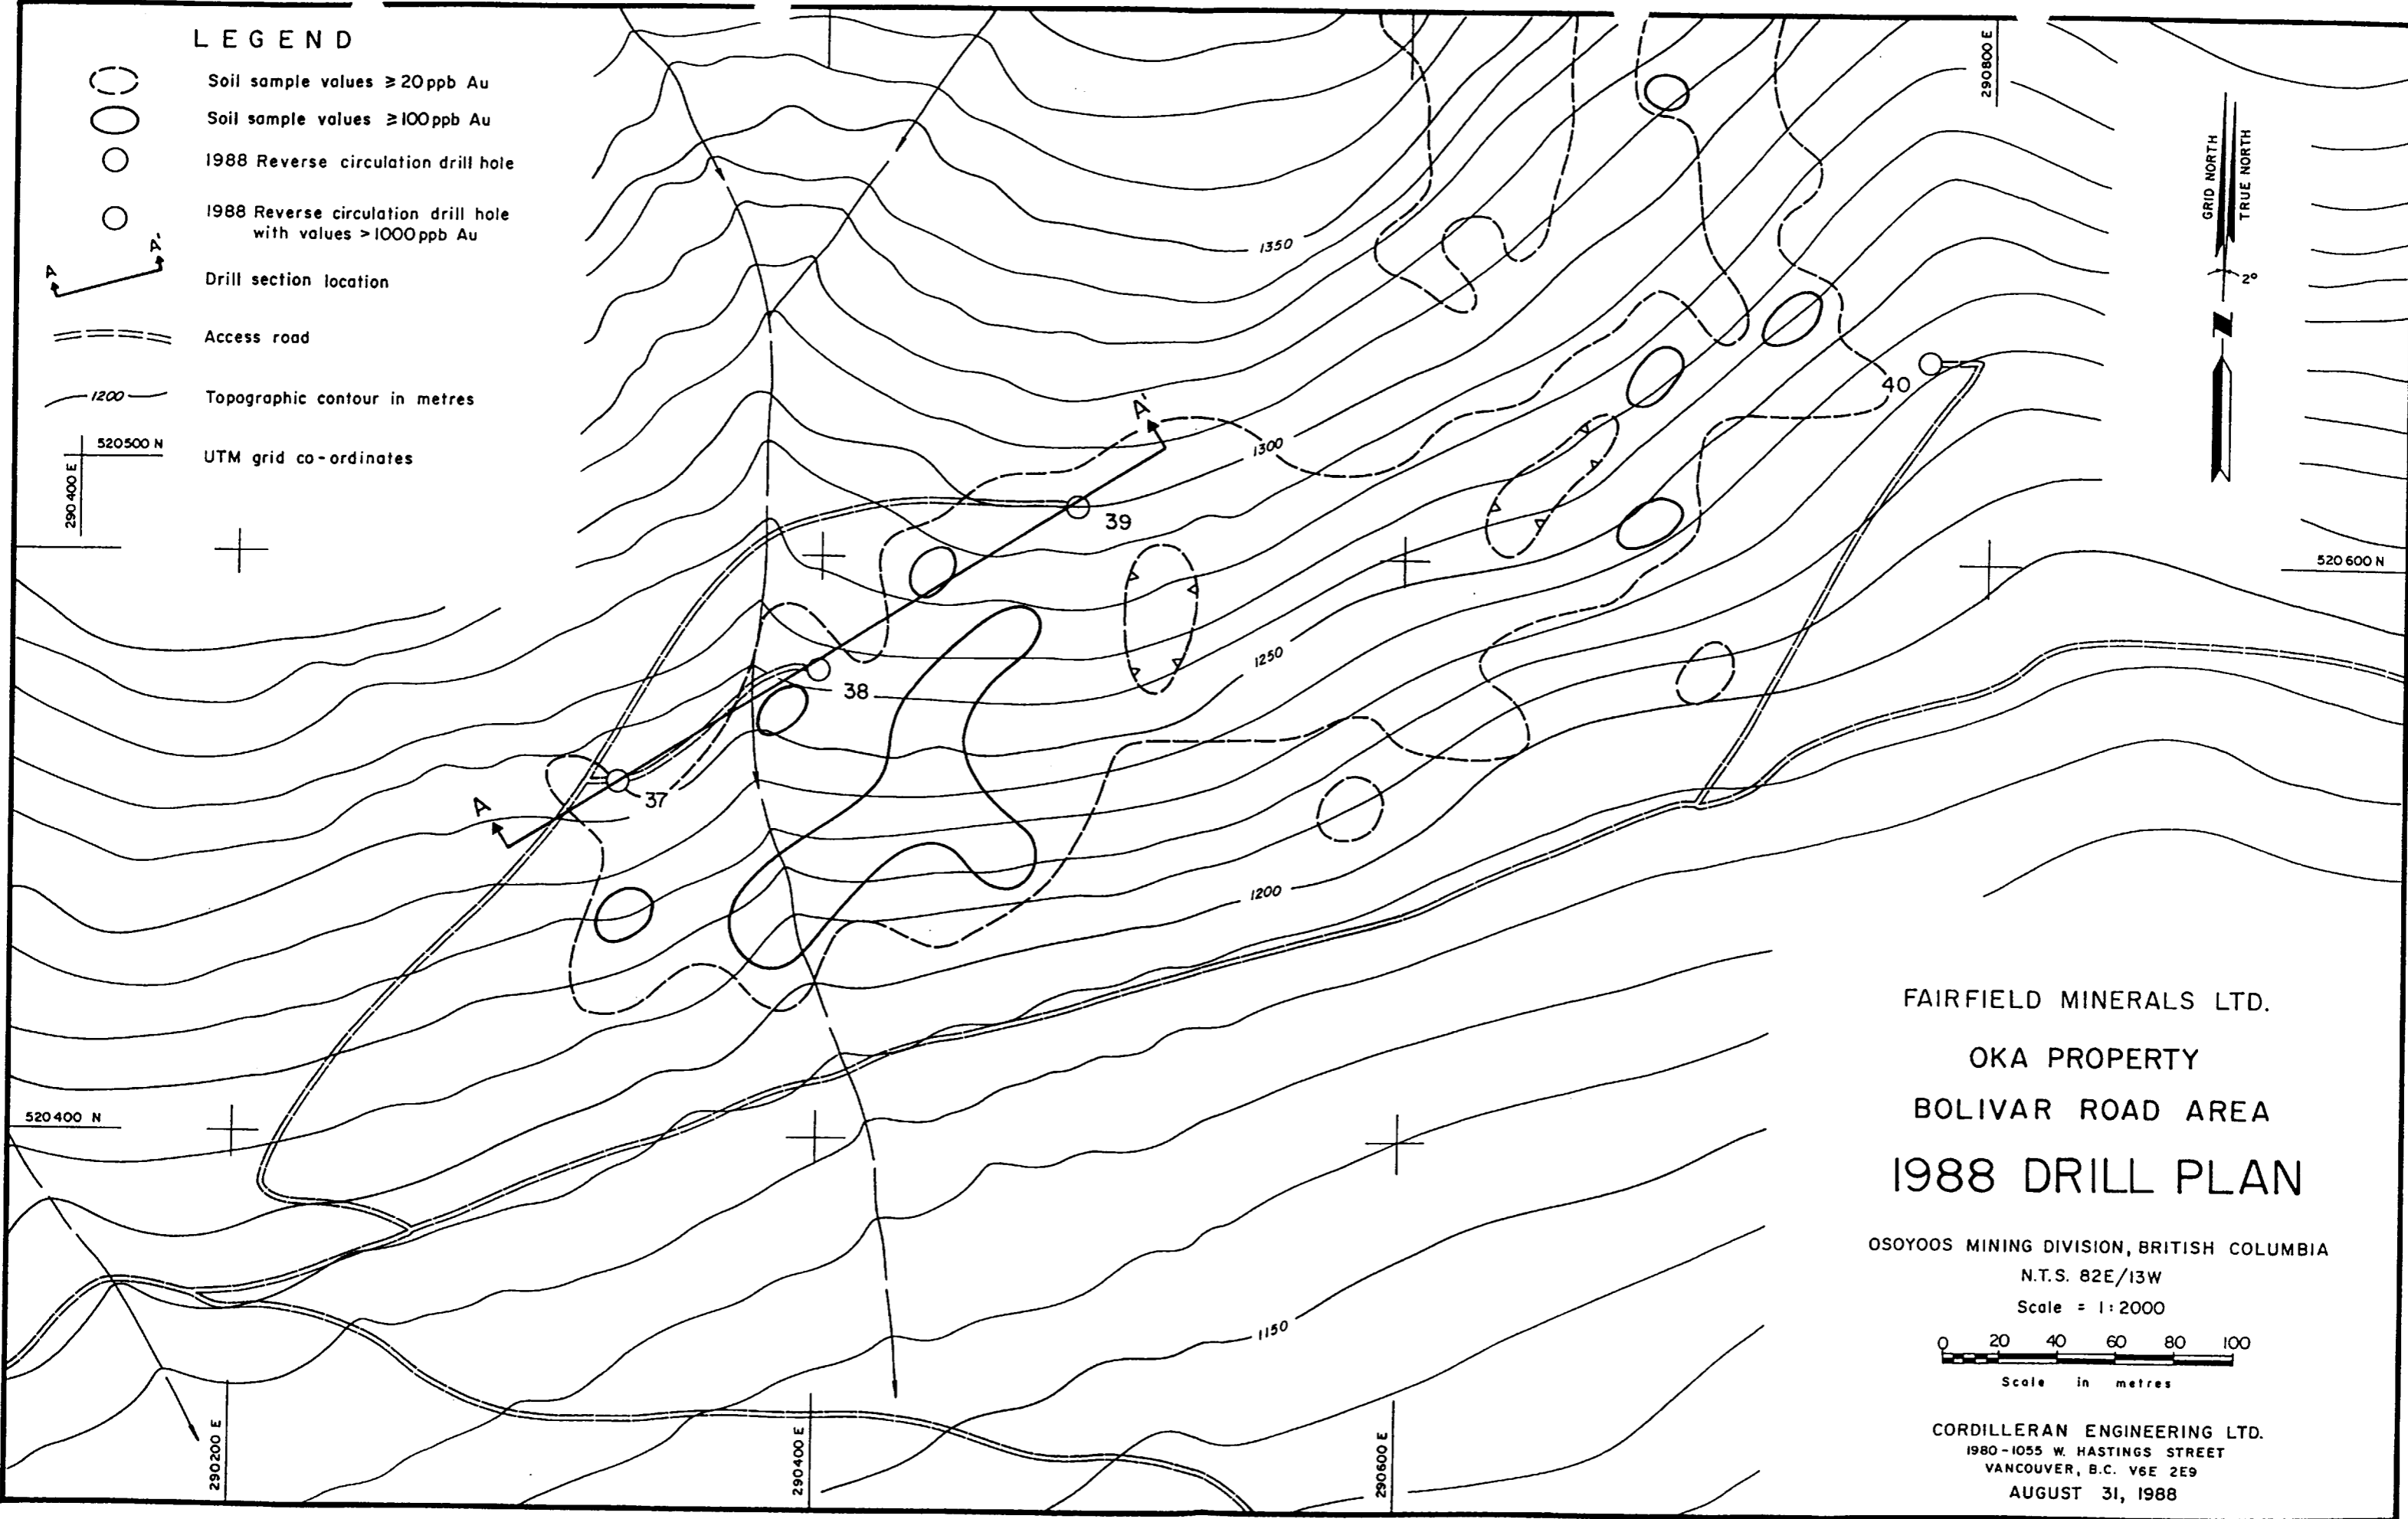 LEGEND
Soil sample values ≥ 20 ppb Au
Soil sample values ≥ 100 ppb Au
1988 Reverse circulation drill hole
1988 Reverse circulation drill hole
with values > 1000 ppb Au
A A'
Drill section location
Access road
1200
Topographic contour in metres
520500 N
290400 E
UTM grid co-ordinates
290800 E
GRID NORTH
TRUE NORTH
2°
N
1350
40
A'
1300
39
520600 N
1250
38
37
A
1200
520400 N
1150
290200 E
290400 E
290600 E
FAIRFIELD MINERALS LTD.
OKA PROPERTY
BOLIVAR ROAD AREA
1988 DRILL PLAN
OSOYOOS MINING DIVISION, BRITISH COLUMBIA
N.T.S. 82E/13W
Scale = 1:2000
0 20 40 60 80 100
Scale in metres
CORDILLERAN ENGINEERING LTD.
1980-1055 W. HASTINGS STREET
VANCOUVER, B.C. V6E 2E9
AUGUST 31, 1988